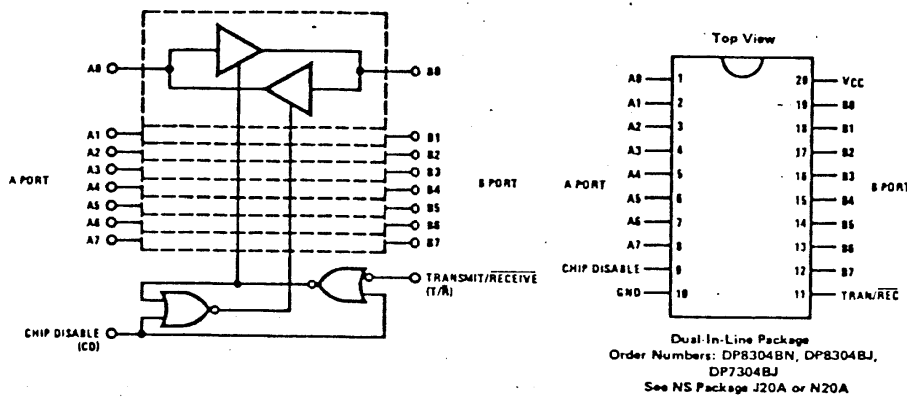 A0
B0
A1
A2
A3
A4
A5
A6
A7
A PORT
B1
B2
B3
B4
B5
B6
B7
B PORT
TRANSMIT/RECEIVE
(T/R)
CHIP DISABLE
(CD)
Top View
A0 1
A1 2
A2 3
A3 4
A4 5
A5 6
A6 7
A7 8
CHIP DISABLE 9
GND 10
A PORT
20 VCC
19 B0
18 B1
17 B2
16 B3
15 B4
14 B5
13 B6
12 B7
11 TRAN/REC
B PORT
Dual-In-Line Package
Order Numbers: DP8304BN, DP8304BJ,
DP7304BJ
See NS Package J20A or N20A